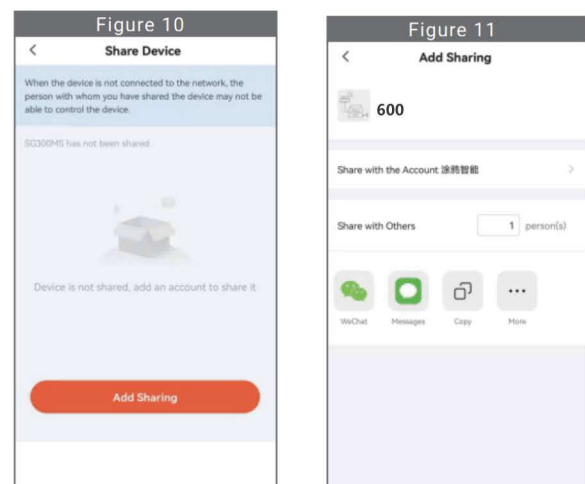 Figure 10
Share Device
When the device is not connected to the network, the
person with whom you have shared the device may not be
able to control the device.
SG300MS has not been shared
Device is not shared, add an account to share it
Add Sharing
Figure 11
Add Sharing
600
Share with the Account 涂鸦智能
Share with Others 1 person(s)
WeChat Messages Copy More